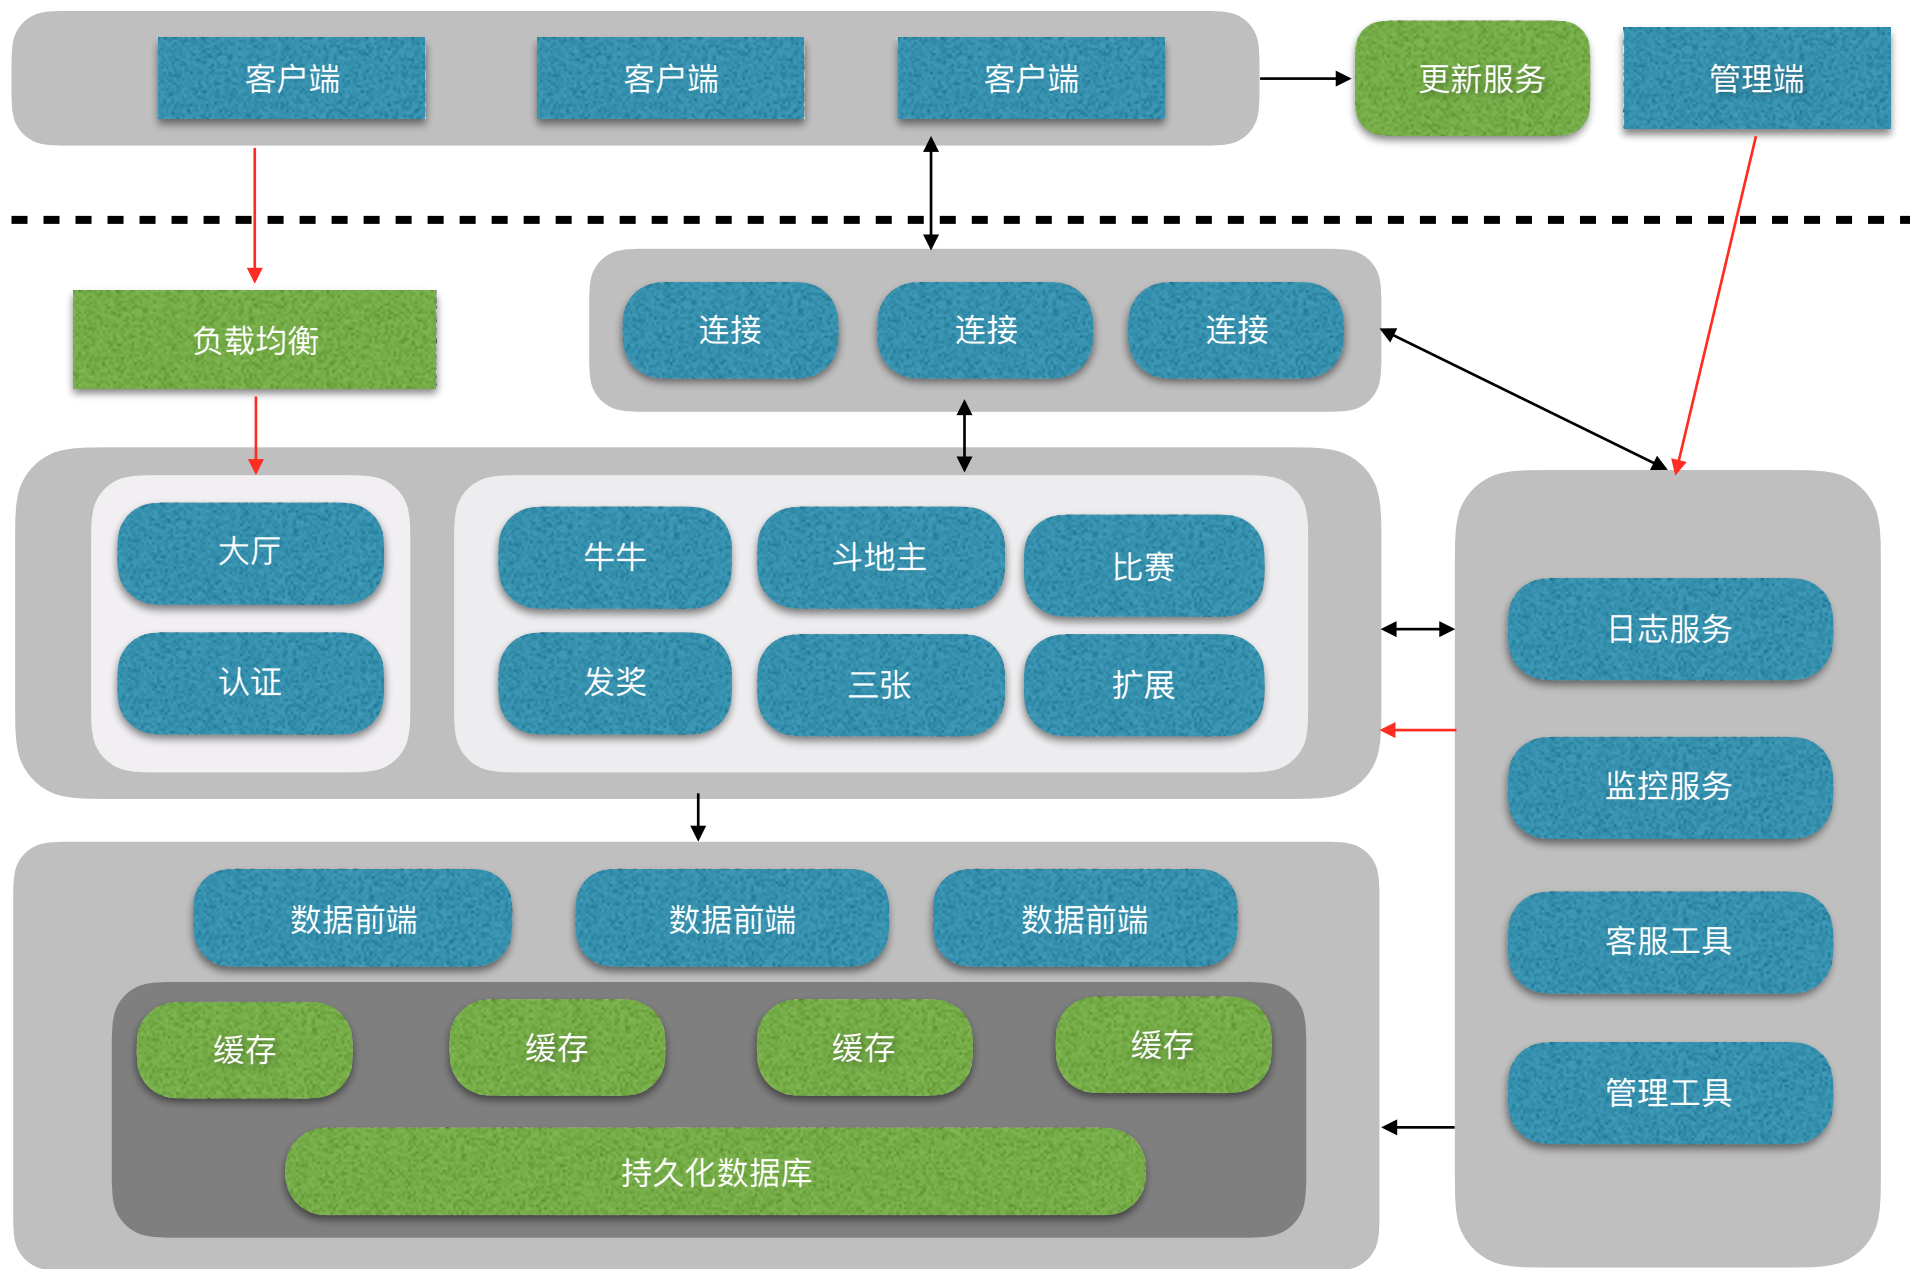 客户端
客户端
客户端
更新服务
管理端
负载均衡
连接
连接
连接
大厅
认证
牛牛
斗地主
比赛
发奖
三张
扩展
日志服务
监控服务
客服工具
管理工具
数据前端
数据前端
数据前端
缓存
缓存
缓存
缓存
持久化数据库